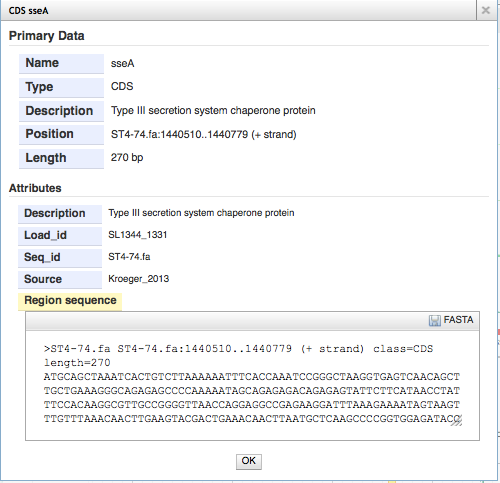 CDS sseA
Primary Data
Name sseA
Type CDS
Description Type III secretion system chaperone protein
Position ST4-74.fa:1440510..1440779 (+ strand)
Length 270 bp
Attributes
Description Type III secretion system chaperone protein
Load_id SL1344_1331
Seq_id ST4-74.fa
Source Kroeger_2013
Region sequence
FASTA
>ST4-74.fa ST4-74.fa:1440510..1440779 (+ strand) class=CDS
length=270
ATGCAGCTAAATCACTGTCTTAAAAAATTTCACCAAATCCGGGCTAAGGTGAGTCAACAGCT
TGCTGAAAGGGCAGAGAGCCCCAAAAATAGCAGAGAGACAGAGAGTATTCTTCATAACCTAT
TTCCACAAGGCGTTGCCGGGGTTAACCAGGAGGCCGAGAAGGATTTAAAGAAAATAGTAAGT
TTGTTTAAACAACTTGAAGTACGACTGAAACAACTTAATGCTCAAGCCCCGGTGGAGATACC
OK